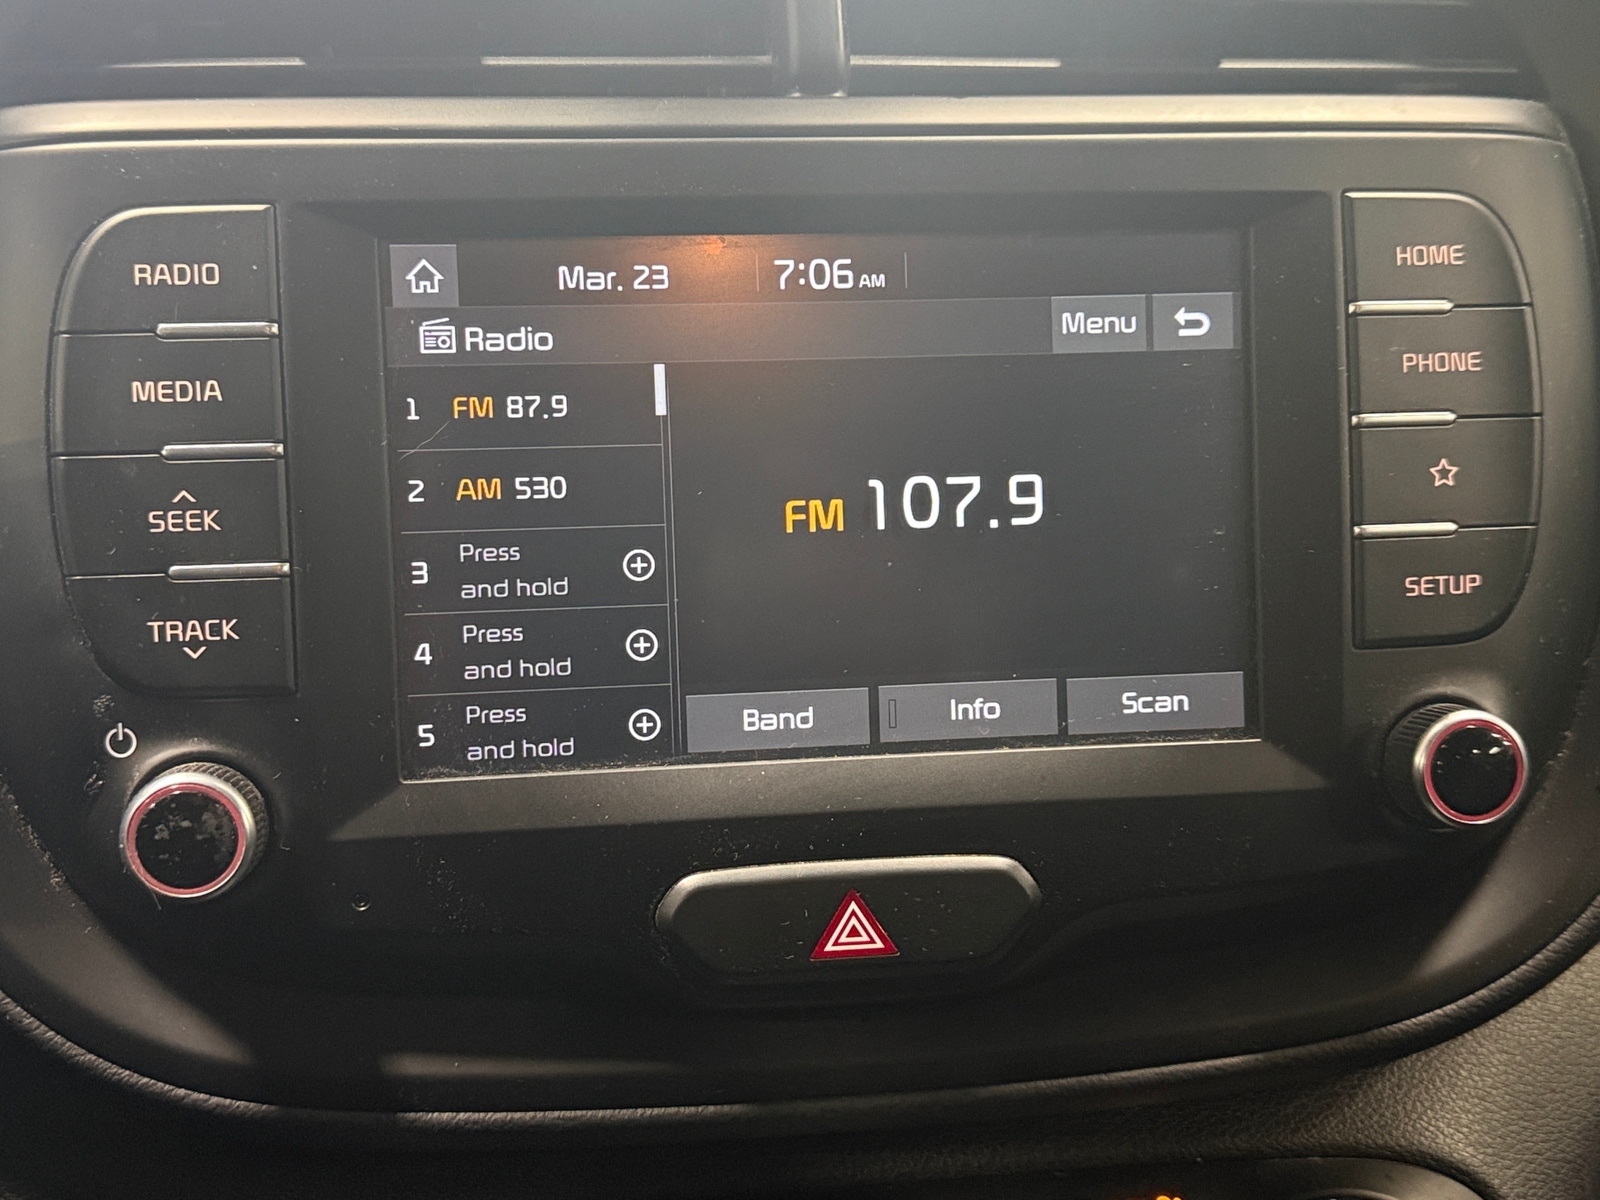 RADIO
MEDIA
SEEK
TRACK
Mar. 23
7:06 AM
Radio
Menu
1 FM 87.9
2 AM 530
3 Press
and hold
4 Press
and hold
5 Press
and hold
FM 107.9
Band
Info
Scan
HOME
PHONE
SETUP